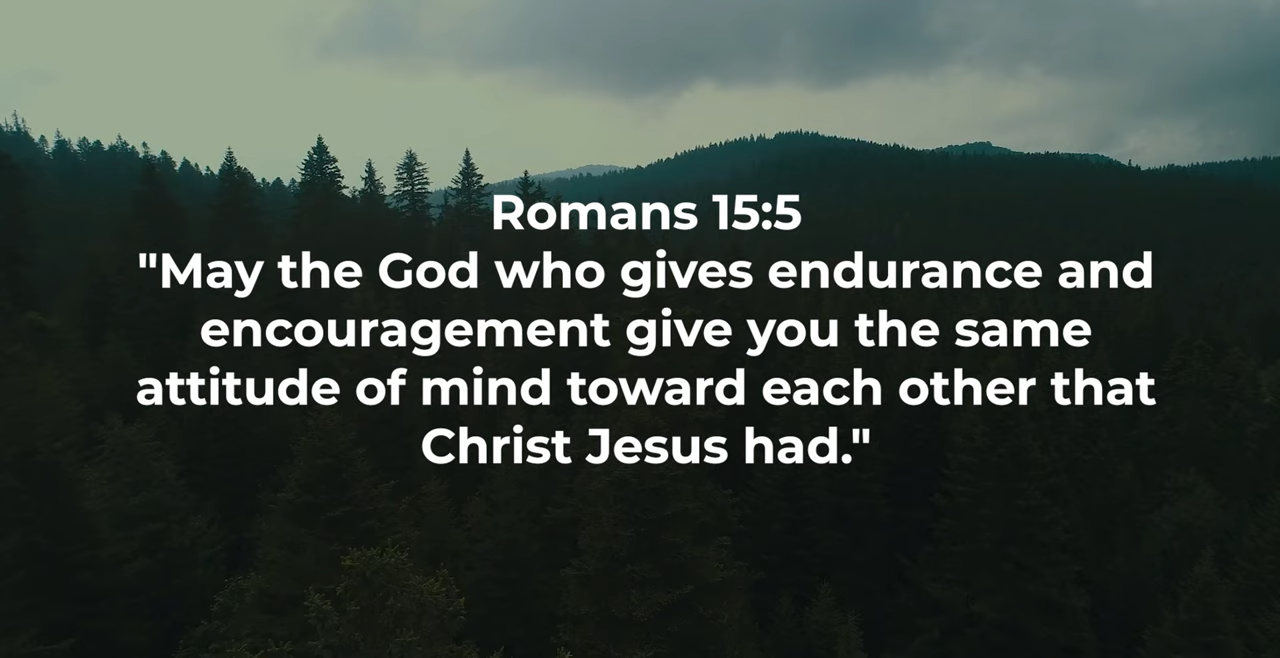 Romans 15:5
"May the God who gives endurance and
encouragement give you the same
attitude of mind toward each other that
Christ Jesus had."